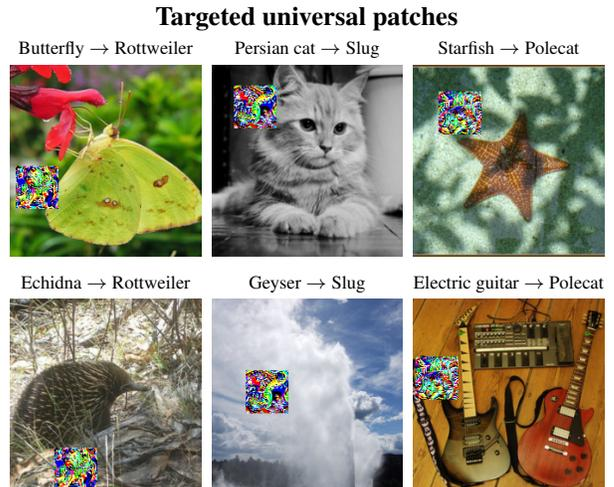 Targeted universal patches
Butterfly → Rottweiler
Persian cat → Slug
Starfish → Polecat
Echidna → Rottweiler
Geyser → Slug
Electric guitar → Polecat